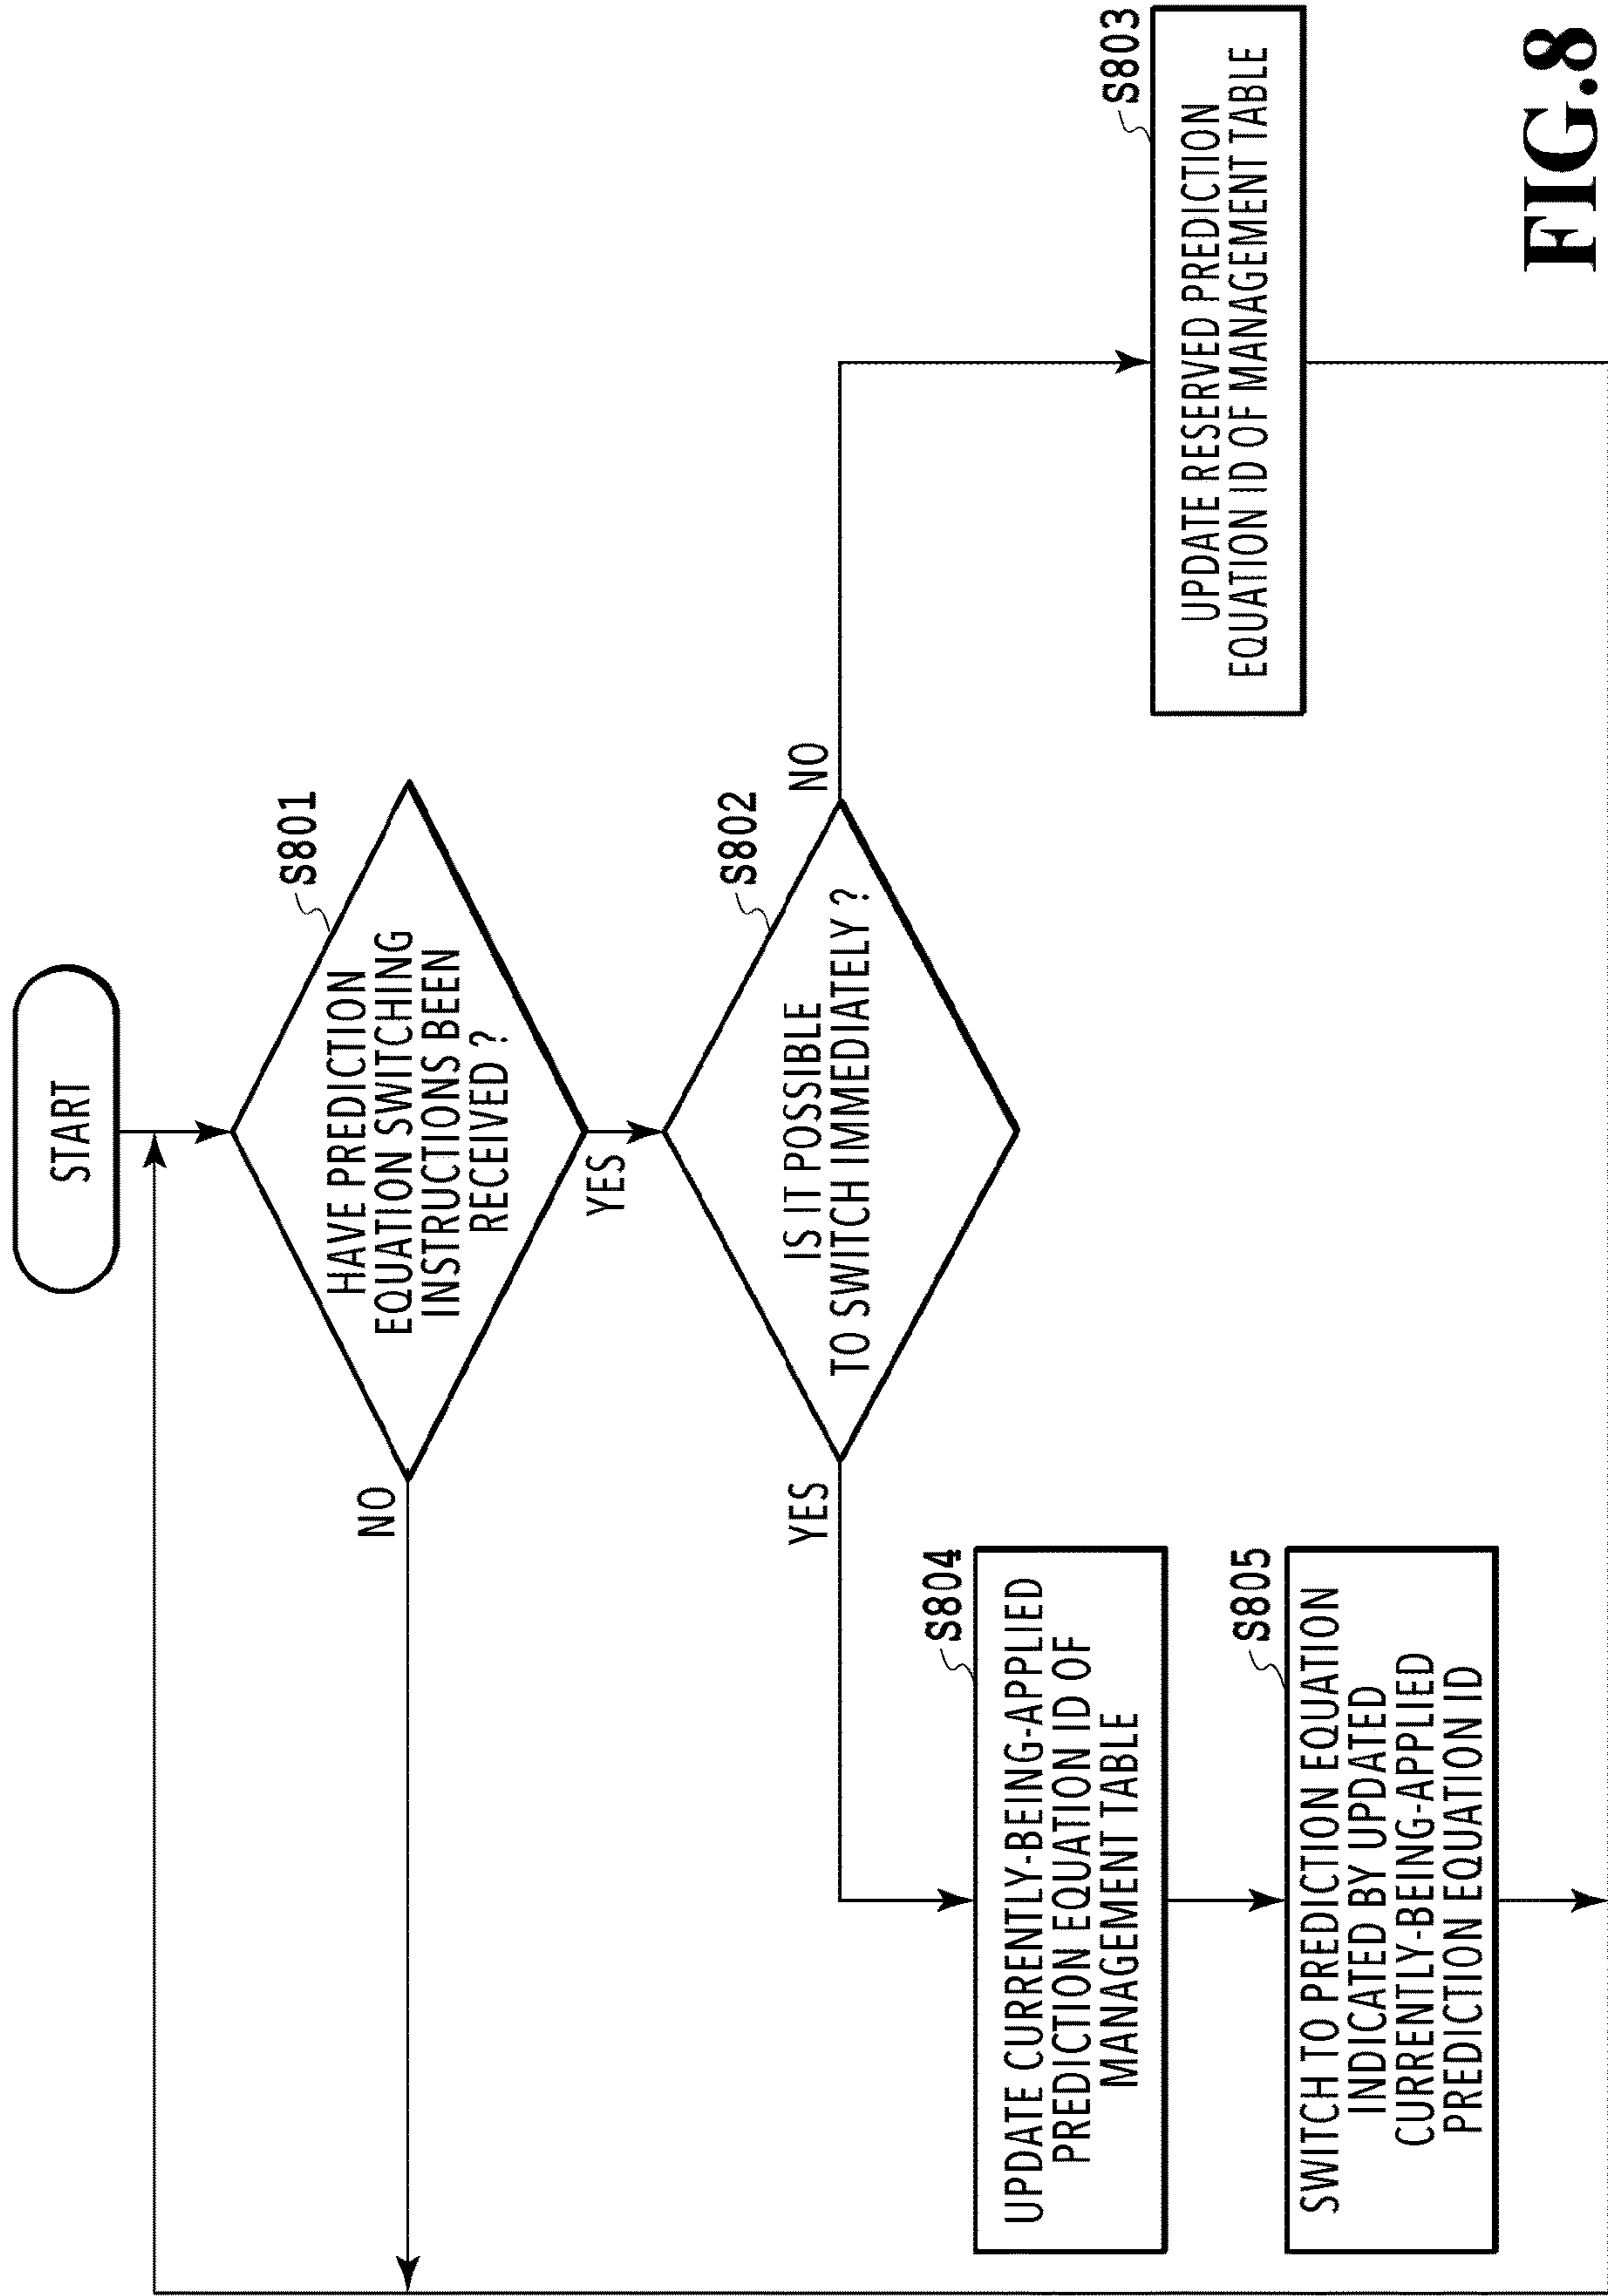 START
S801
HAVE PREDICTION
EQUATION SWITCHING
INSTRUCTIONS BEEN
RECEIVED ?
NO
YES
S802
IS IT POSSIBLE
TO SWITCH IMMEDIATELY ?
YES
NO
S804
UPDATE CURRENTLY-BEING-APPLIED
PREDICTION EQUATION ID OF
MANAGEMENT TABLE
S803
UPDATE RESERVED PREDICTION
EQUATION ID OF MANAGEMENT TABLE
S805
SWITCH TO PREDICTION EQUATION
INDICATED BY UPDATED
CURRENTLY-BEING-APPLIED
PREDICTION EQUATION ID
FIG.8